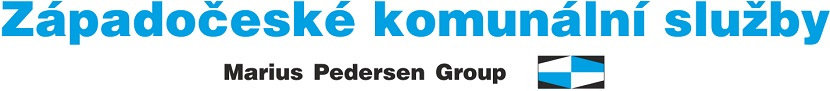 Západočeské komunální služby
Marius Pedersen Group